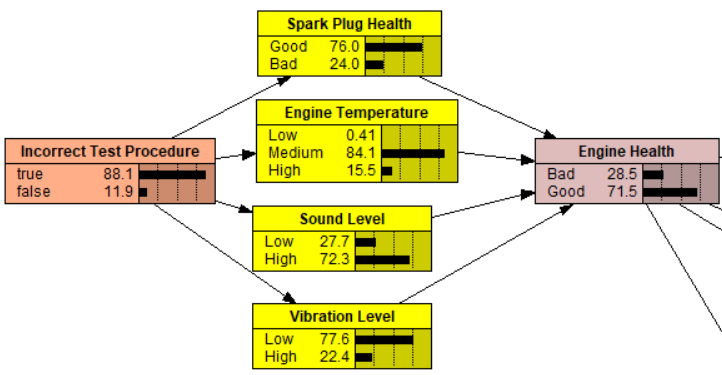 Spark Plug Health
Good 76.0
Bad 24.0
Engine Temperature
Low 0.41
Medium 84.1
High 15.5
Incorrect Test Procedure
true 88.1
false 11.9
Engine Health
Bad 28.5
Good 71.5
Sound Level
Low 27.7
High 72.3
Vibration Level
Low 77.6
High 22.4